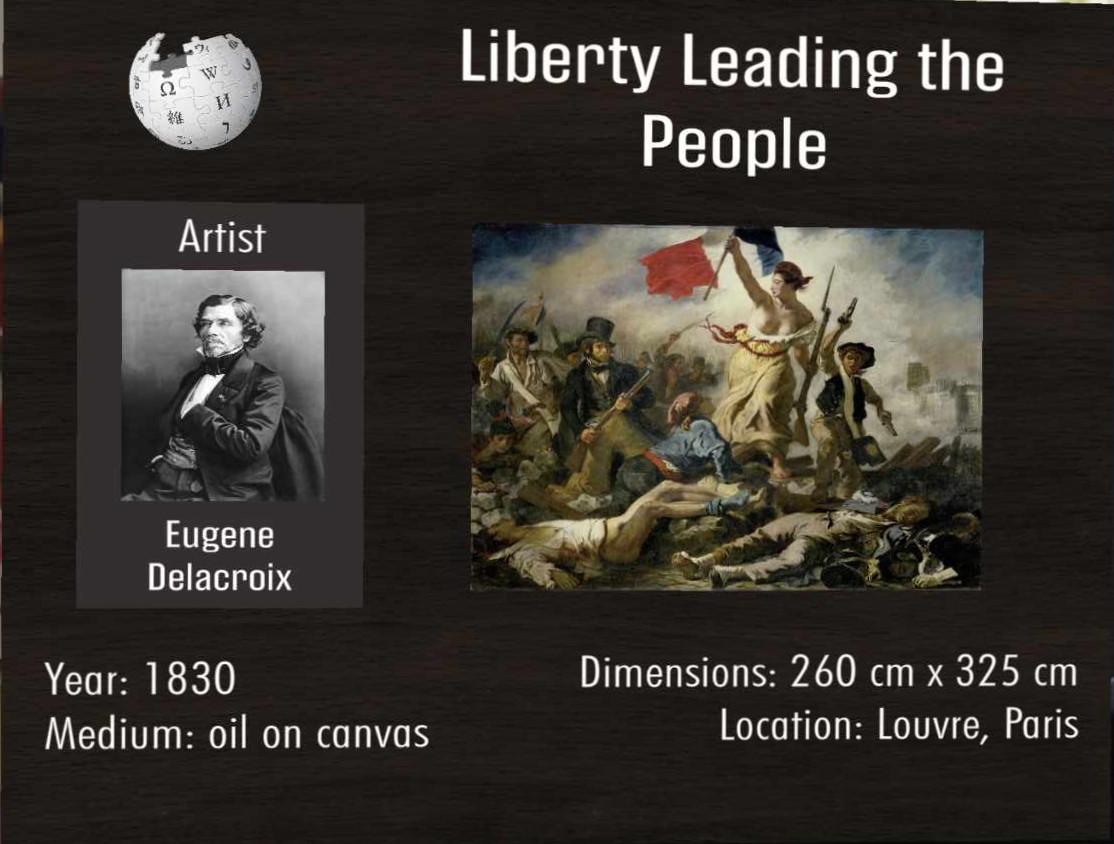 Liberty Leading the
People
Artist
Eugene
Delacroix
Year: 1830
Medium: oil on canvas
Dimensions: 260 cm x 325 cm
Location: Louvre, Paris